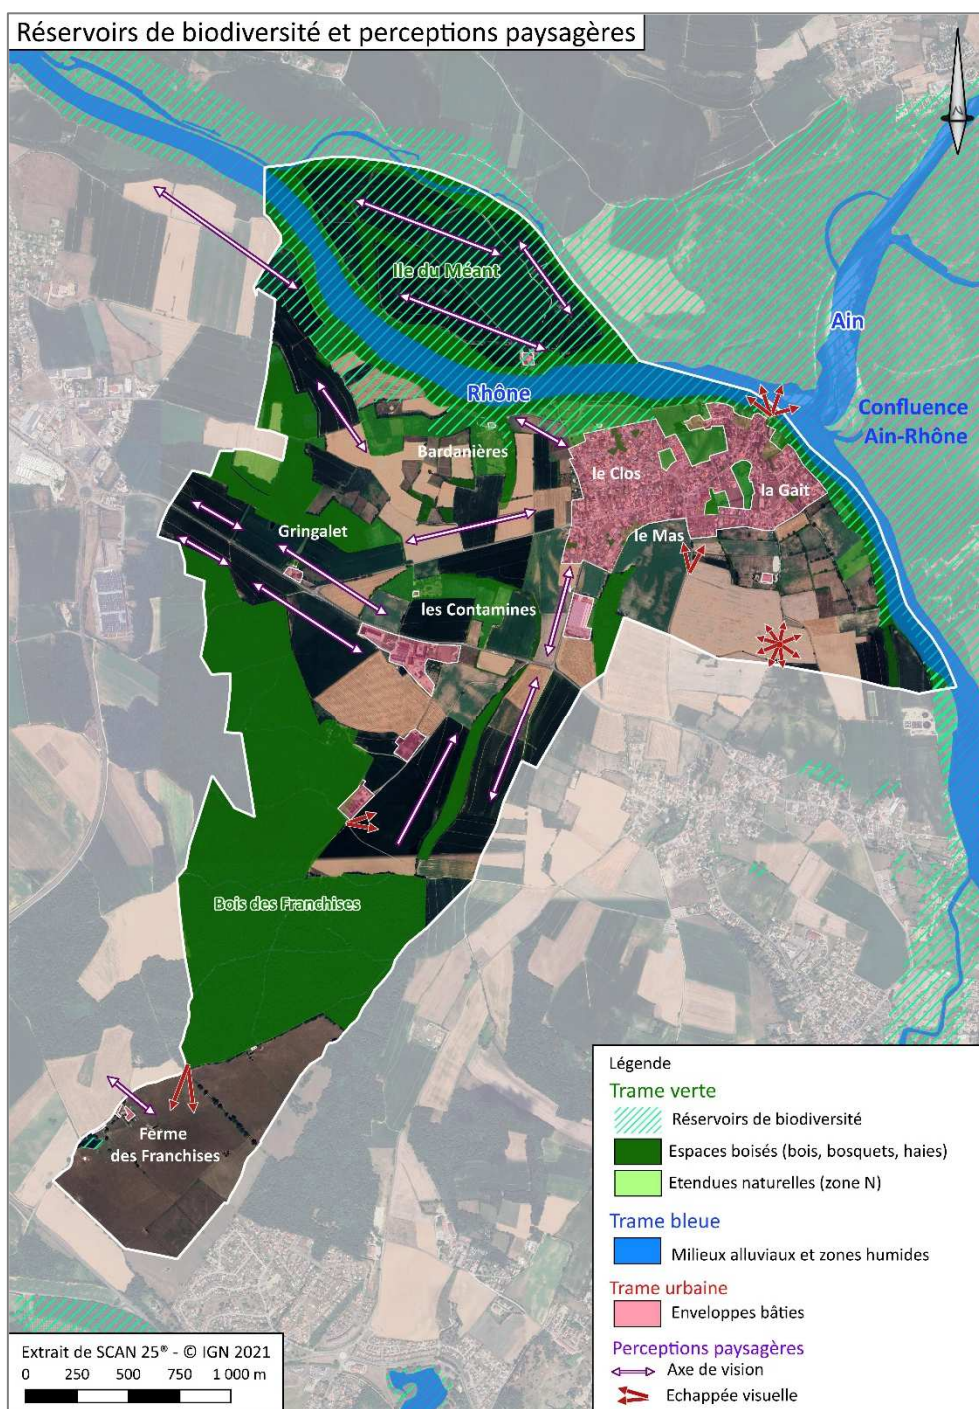 Réservoirs de biodiversité et perceptions paysagères
N
Ile du Méant
Ain
Rhône
Confluence
Ain-Rhône
Bardanières
le Clos
la Gait
Gringalet
le Mas
les Contamines
Bois des Franchises
Ferme
des Franchises
Légende
Trame verte
Réservoirs de biodiversité
Espaces boisés (bois, bosquets, haies)
Etendues naturelles (zone N)
Trame bleue
Milieux alluviaux et zones humides
Trame urbaine
Enveloppes bâties
Perceptions paysagères
Axe de vision
Echappée visuelle
Extrait de SCAN 25® - © IGN 2021
0 250 500 750 1 000 m